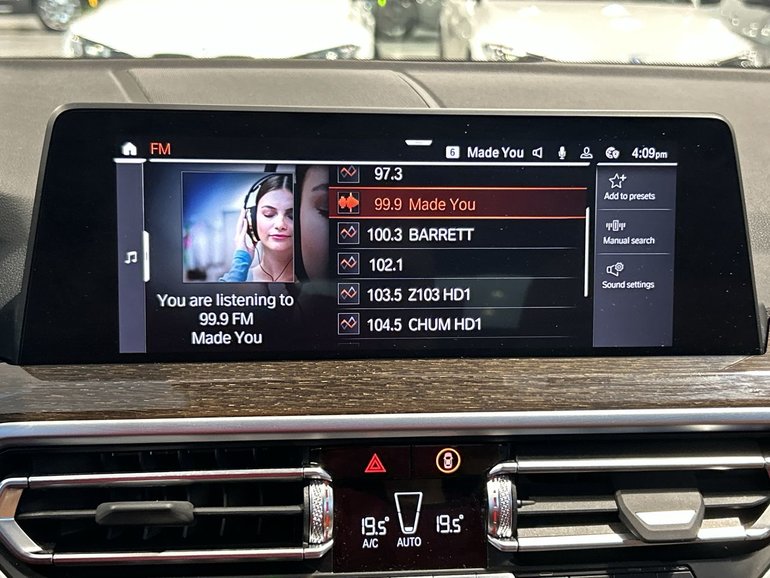 FM
6 Made You 4:09pm
97.3
99.9 Made You
100.3 BARRETT
102.1
103.5 Z103 HD1
104.5 CHUM HD1
You are listening to
99.9 FM
Made You
Add to presets
Manual search
Sound settings
19.5° 19.5°
A/C AUTO